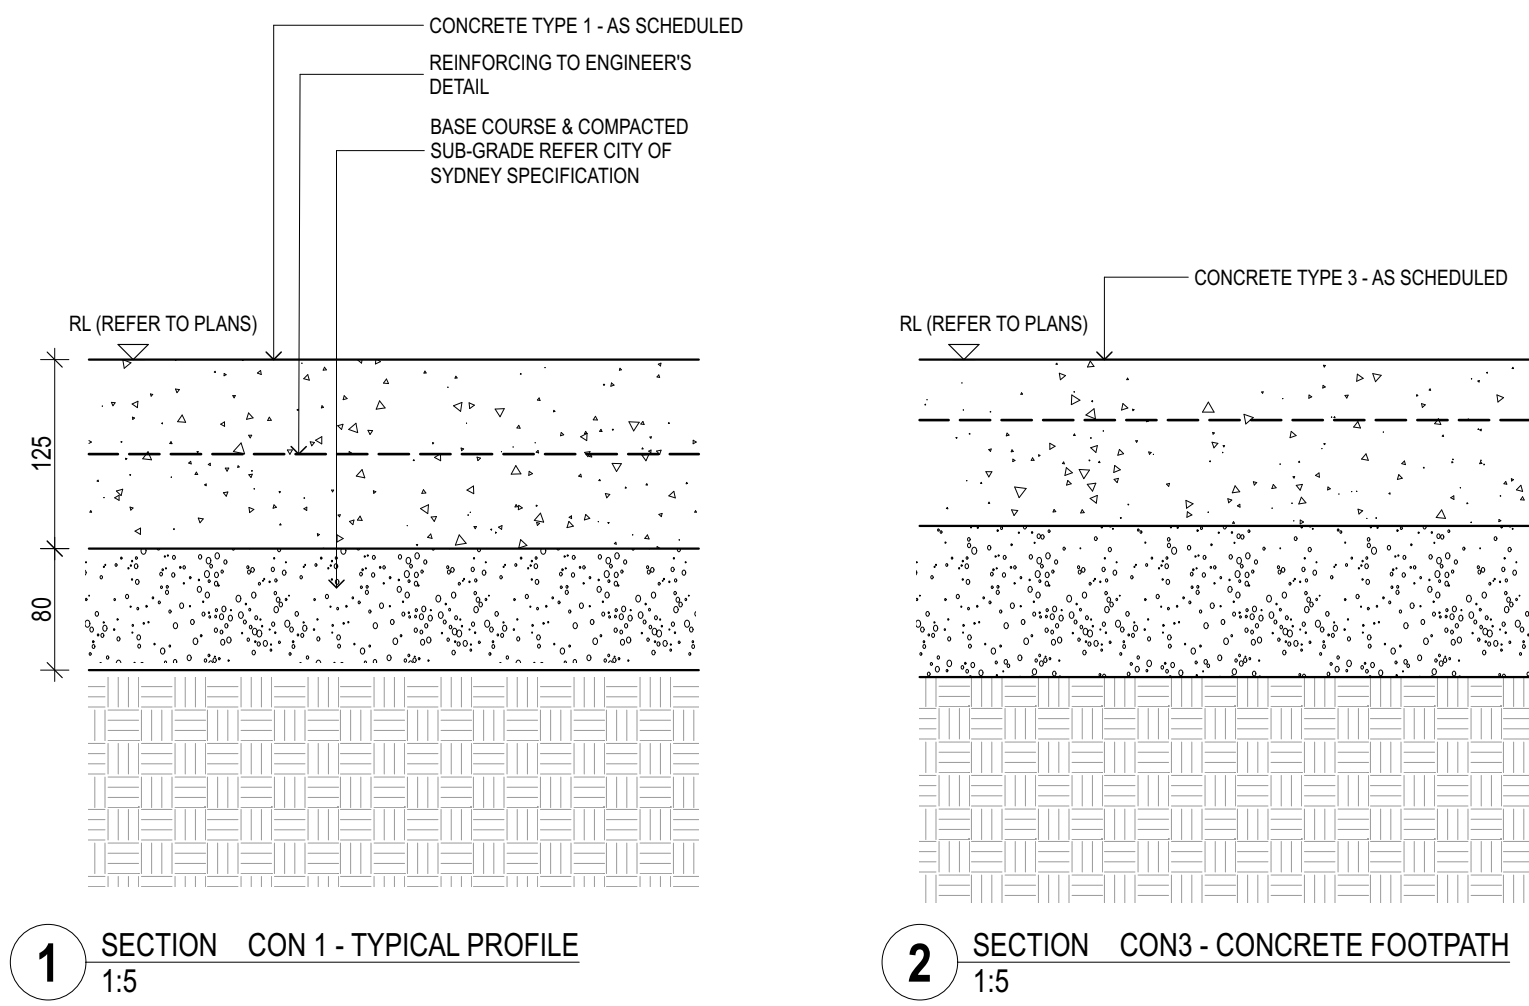 CONCRETE TYPE 1 - AS SCHEDULED
REINFORCING TO ENGINEER'S
DETAIL
BASE COURSE & COMPACTED
SUB-GRADE REFER CITY OF
SYDNEY SPECIFICATION
RL (REFER TO PLANS)
125
80
1
SECTION CON 1 - TYPICAL PROFILE
1:5
CONCRETE TYPE 3 - AS SCHEDULED
RL (REFER TO PLANS)
2
SECTION CON3 - CONCRETE FOOTPATH
1:5